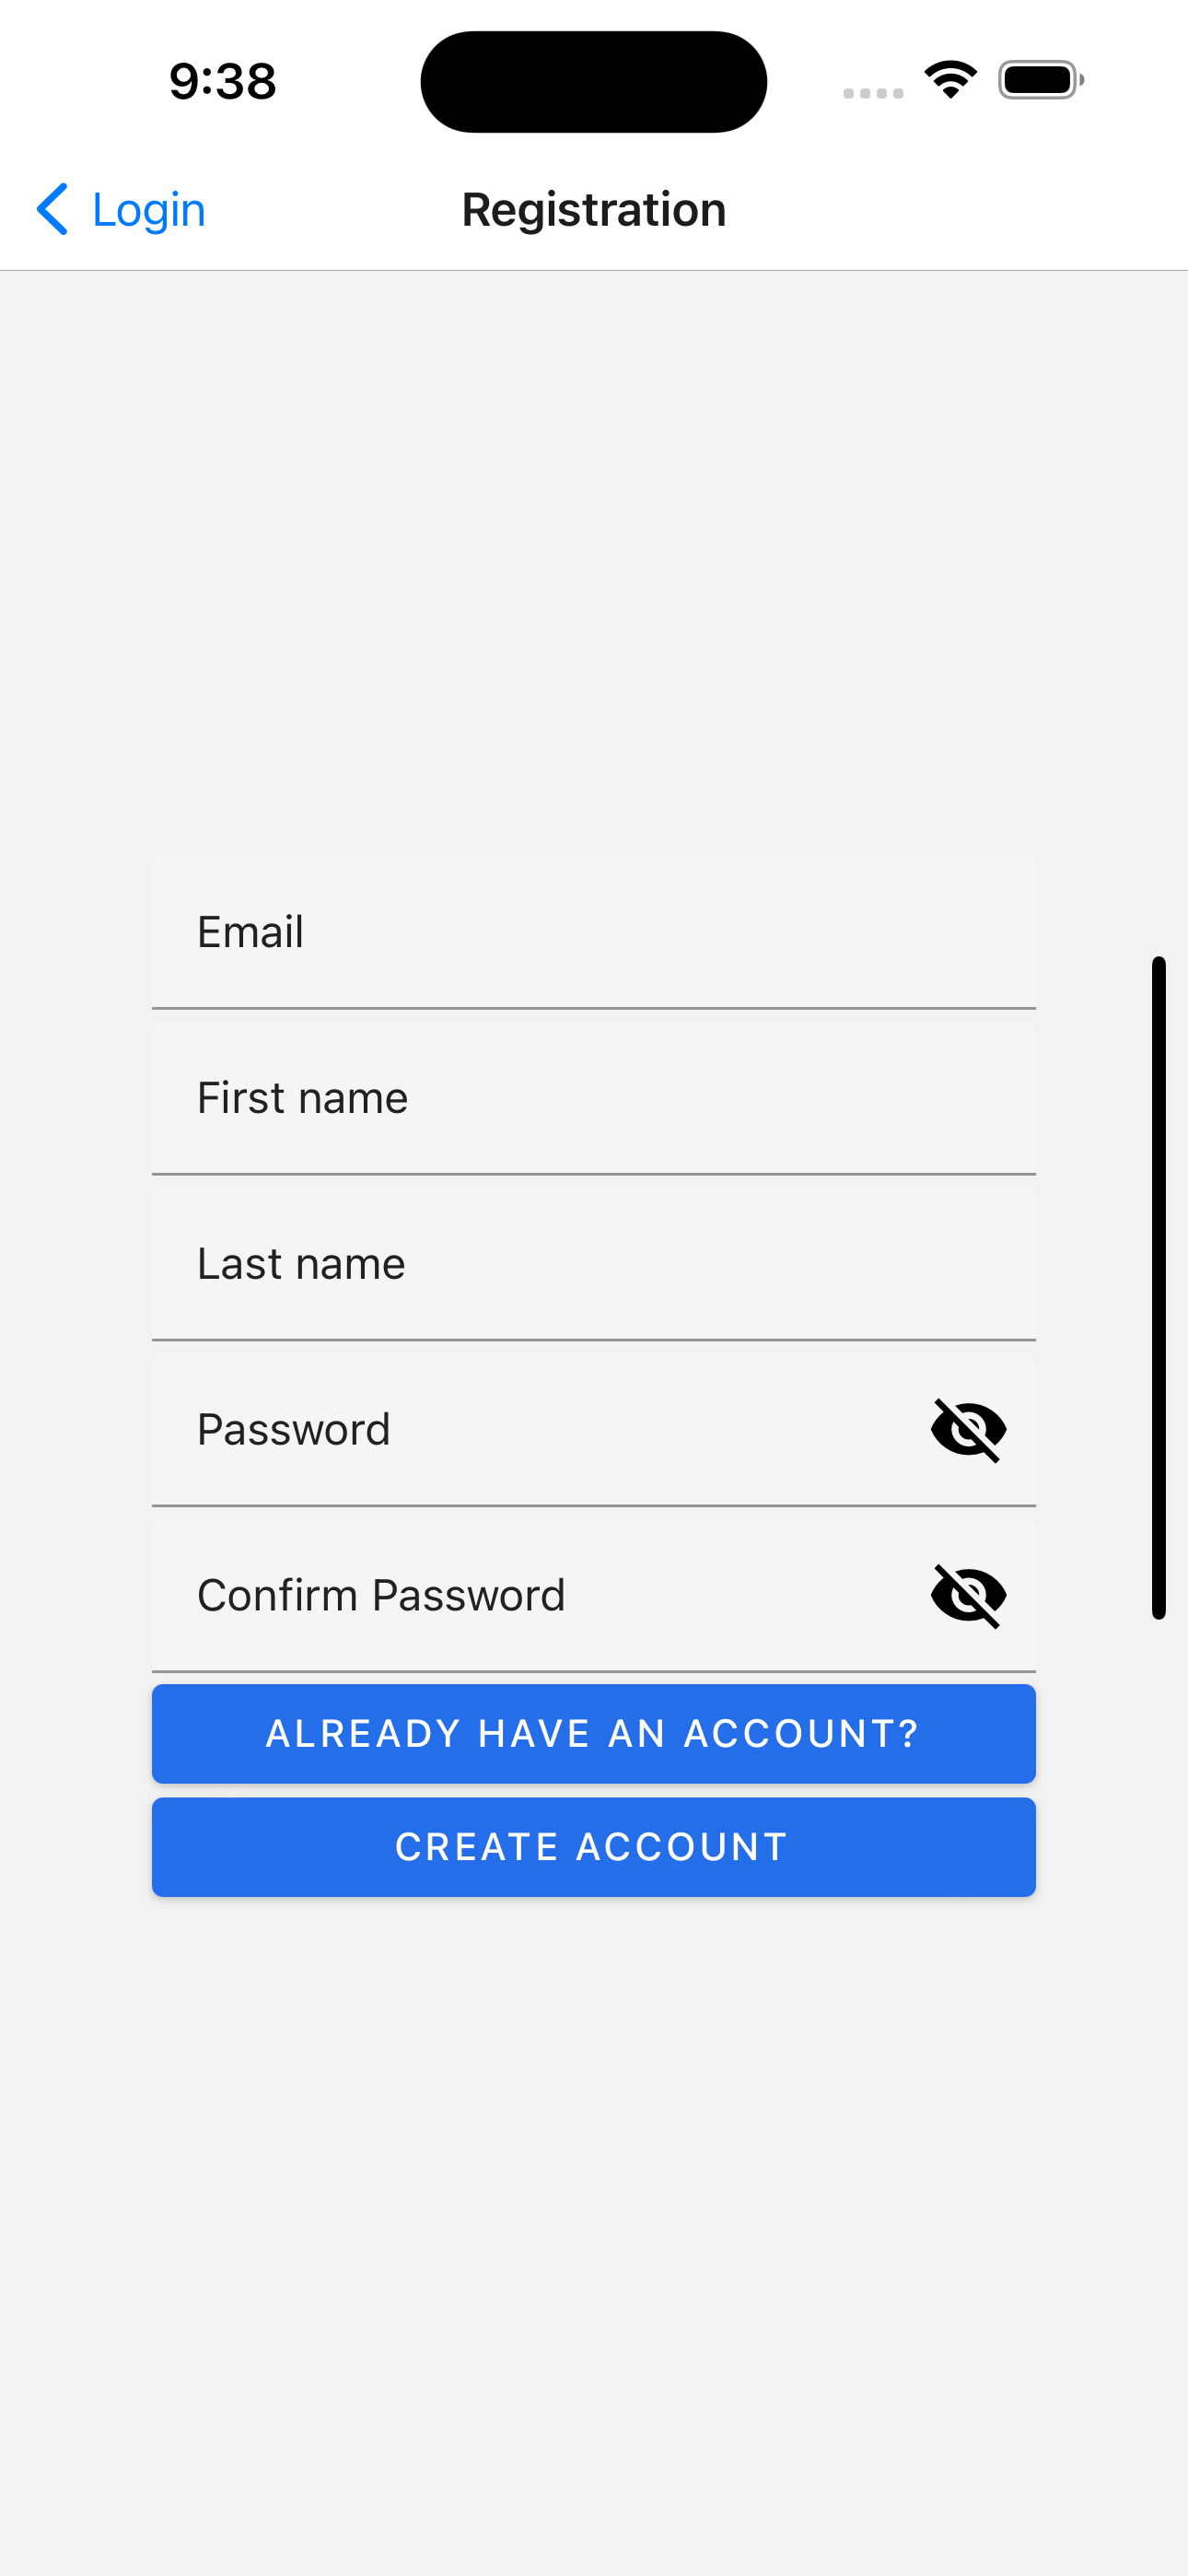 9:38
Login
Registration
Email
First name
Last name
Password
Confirm Password
ALREADY HAVE AN ACCOUNT?
CREATE ACCOUNT